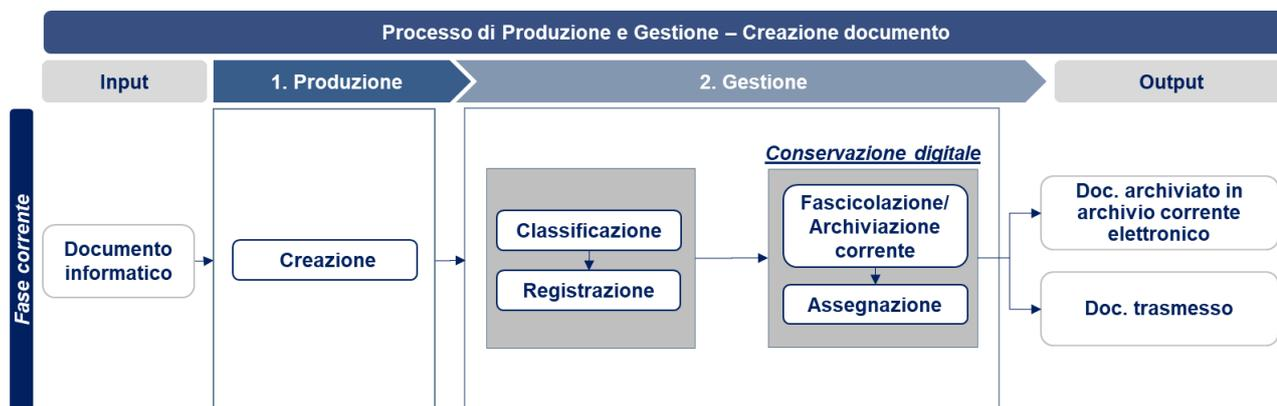 Processo di Produzione e Gestione – Creazione documento
Input
1. Produzione
2. Gestione
Output
Fase corrente
Documento
informatico
Creazione
Classificazione
Registrazione
Conservazione digitale
Fascicolazione/
Archiviazione
corrente
Assegnazione
Doc. archiviato in
archivio corrente
elettronico
Doc. trasmesso